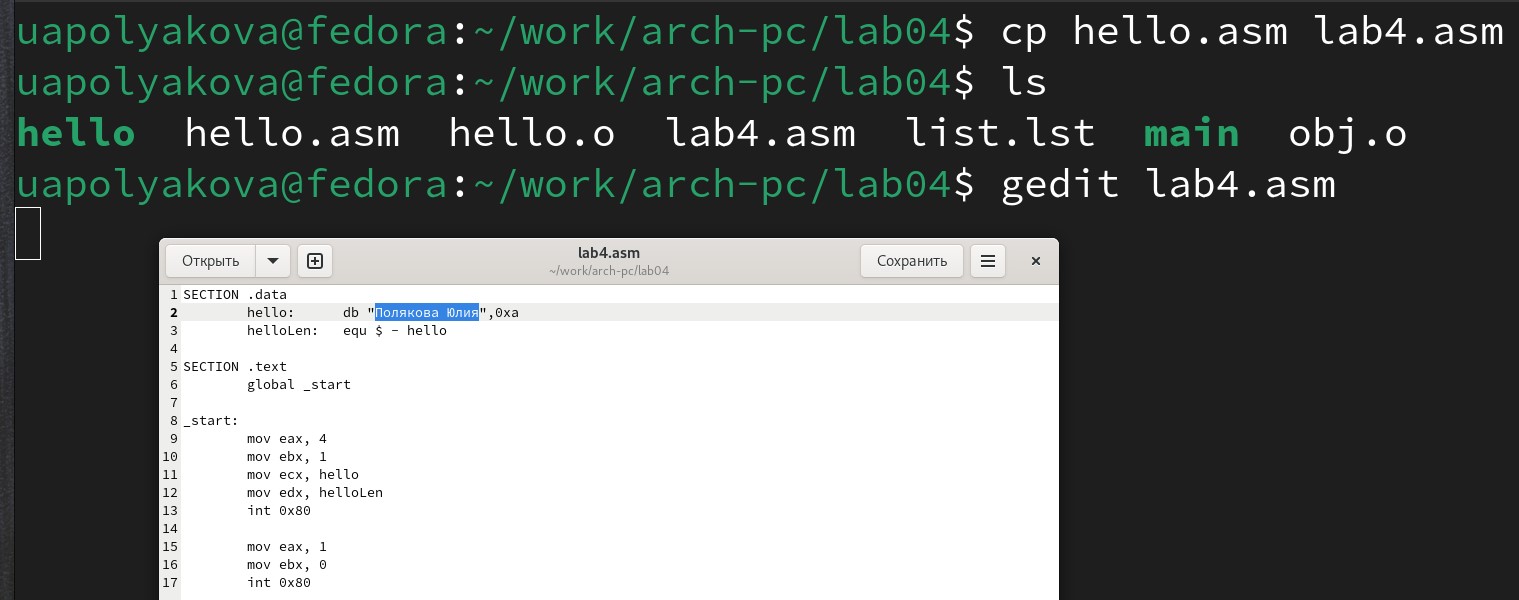 uapolyakova@fedora:~/work/arch-pc/lab04$ cp hello.asm lab4.asm
uapolyakova@fedora:~/work/arch-pc/lab04$ ls
hello  hello.asm  hello.o  lab4.asm  list.lst  main  obj.o
uapolyakova@fedora:~/work/arch-pc/lab04$ gedit lab4.asm
Открыть lab4.asm Сохранить
~/work/arch-pc/lab04
1 SECTION .data
2         hello:      db "Полякова Юлия",0xa
3         helloLen:   equ $ - hello
4
5 SECTION .text
6         global _start
7
8 _start:
9         mov eax, 4
10         mov ebx, 1
11         mov ecx, hello
12         mov edx, helloLen
13         int 0x80
14
15         mov eax, 1
16         mov ebx, 0
17         int 0x80